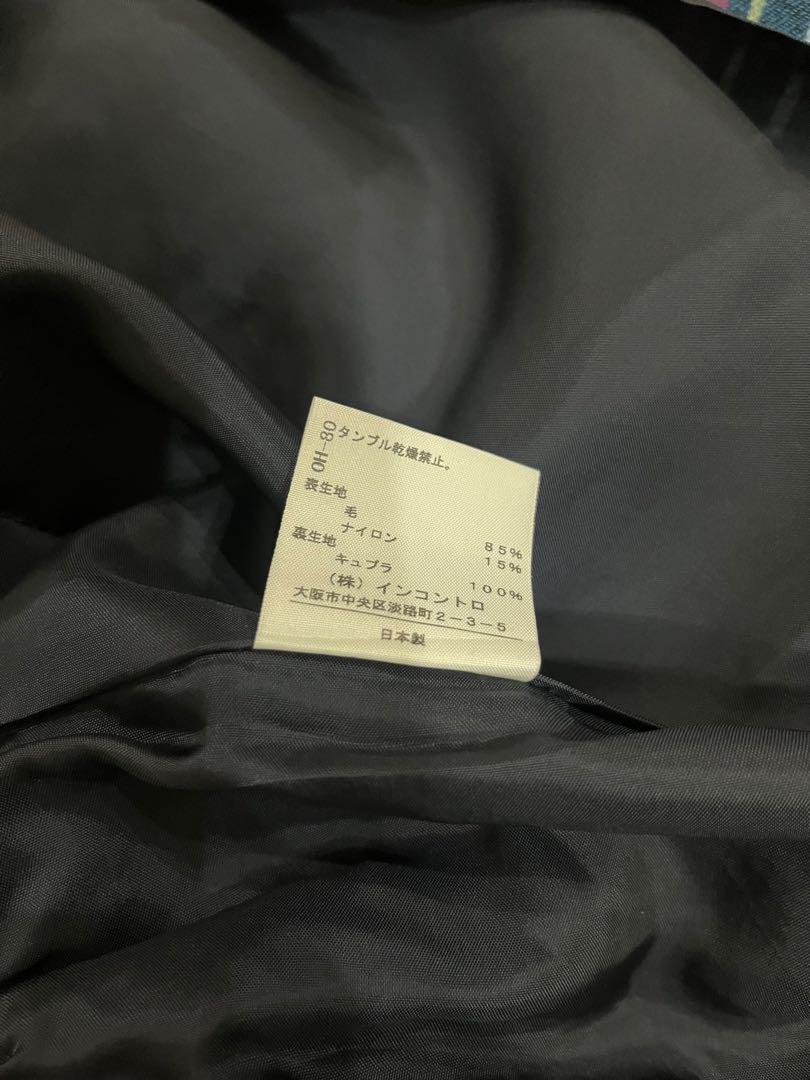 OH-80
タンブル乾燥禁止。
表生地
毛 85%
ナイロン 15%
裏生地
キュプラ 100%
(株)インコントロ
大阪市中央区淡路町2-3-5
日本製